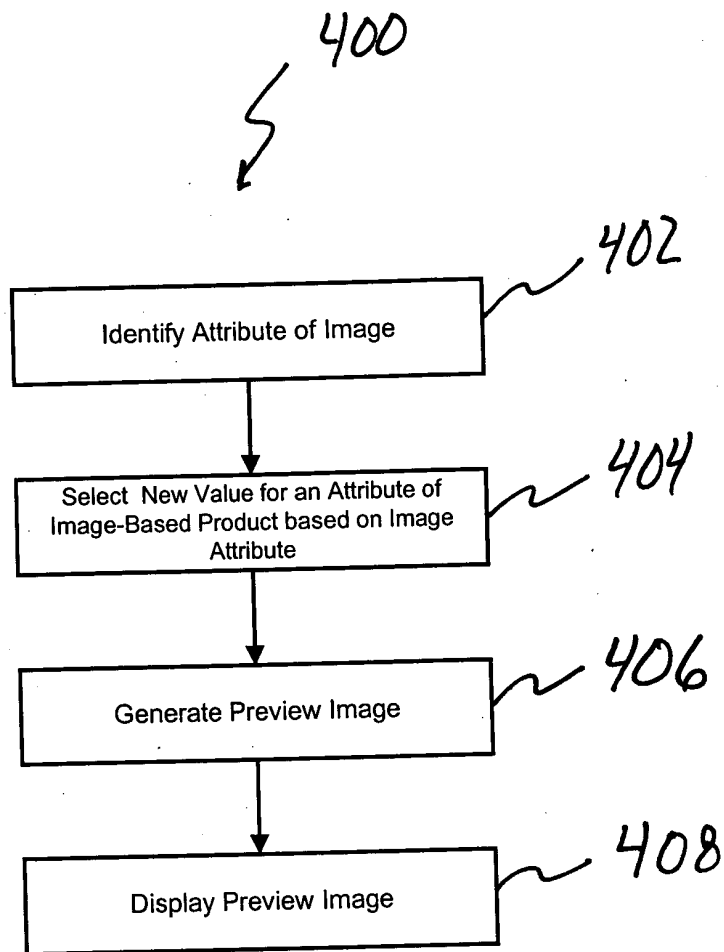 400
402
Identify Attribute of Image
404
Select New Value for an Attribute of
Image-Based Product based on Image
Attribute
406
Generate Preview Image
408
Display Preview Image